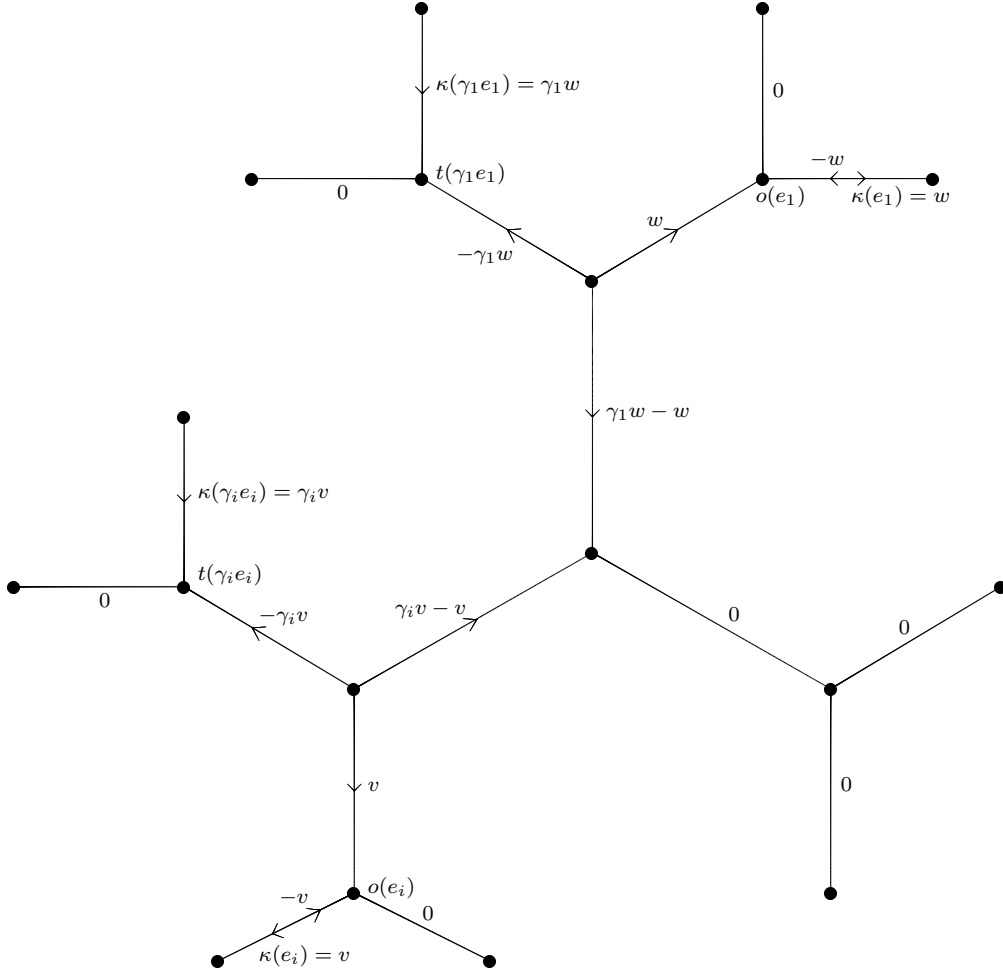 κ(γ₁e₁) = γ₁w
0
−w
t(γ₁e₁)
0
o(e₁)
κ(e₁) = w
w
−γ₁w
γ₁w − w
κ(γᵢeᵢ) = γᵢv
t(γᵢeᵢ)
0
−γᵢv
γᵢv − v
0
0
v
0
o(eᵢ)
−v
0
κ(eᵢ) = v